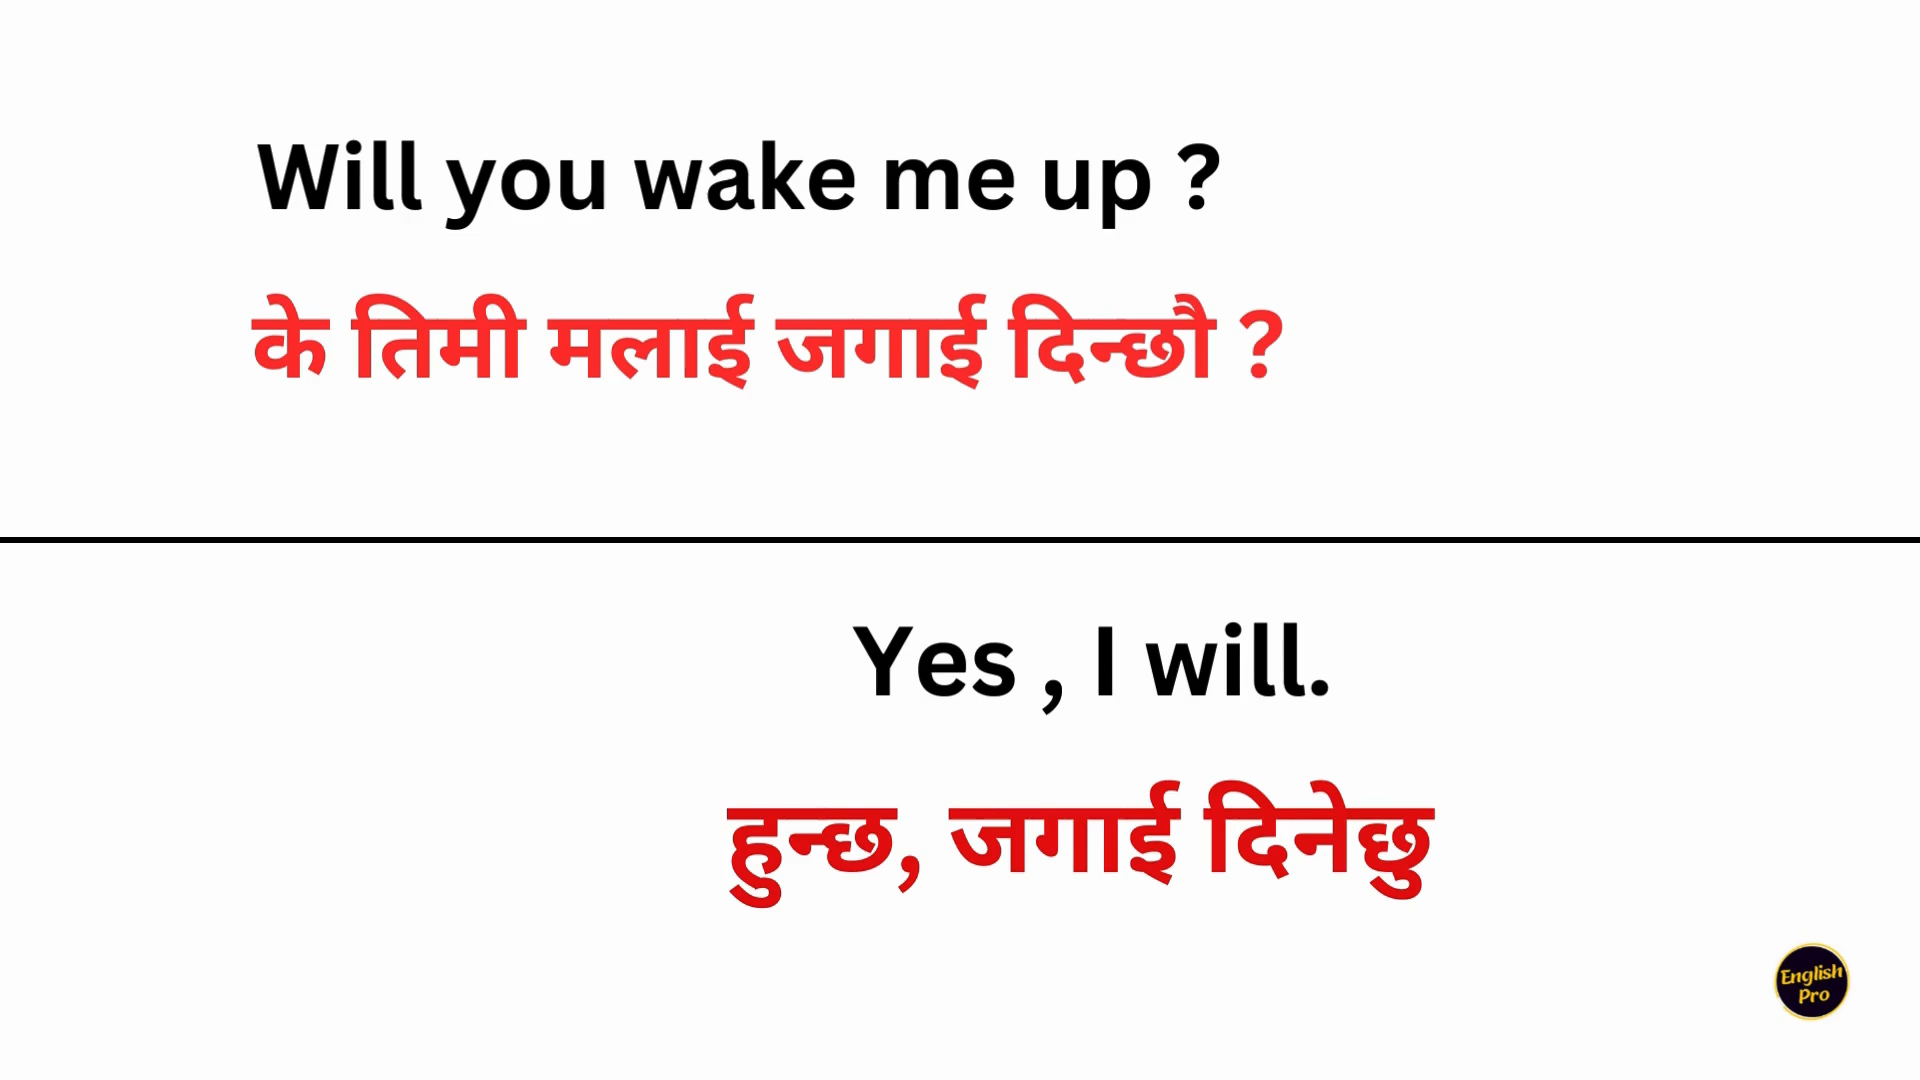 Will you wake me up ?
के तिमी मलाई जगाई दिन्छौ ?
Yes , I will.
हुन्छ, जगाई दिनेछु
English
Pro